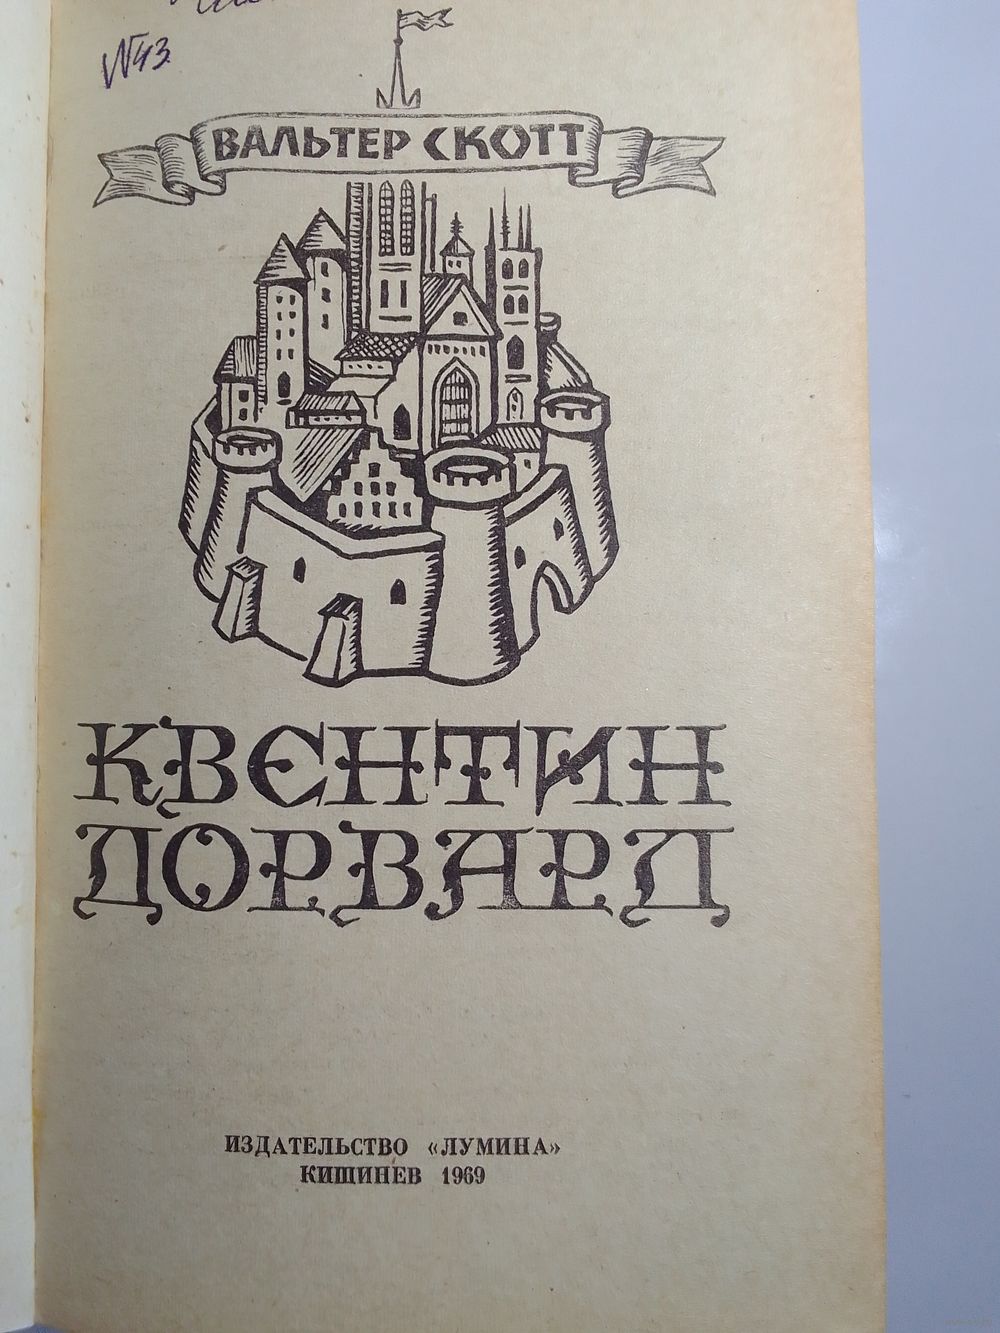 №43
ВАЛЬТЕР СКОТТ
КВЕНТИН
ДОРВАРД
ИЗДАТЕЛЬСТВО «ЛУМИНА»
КИШИНЕВ 1969